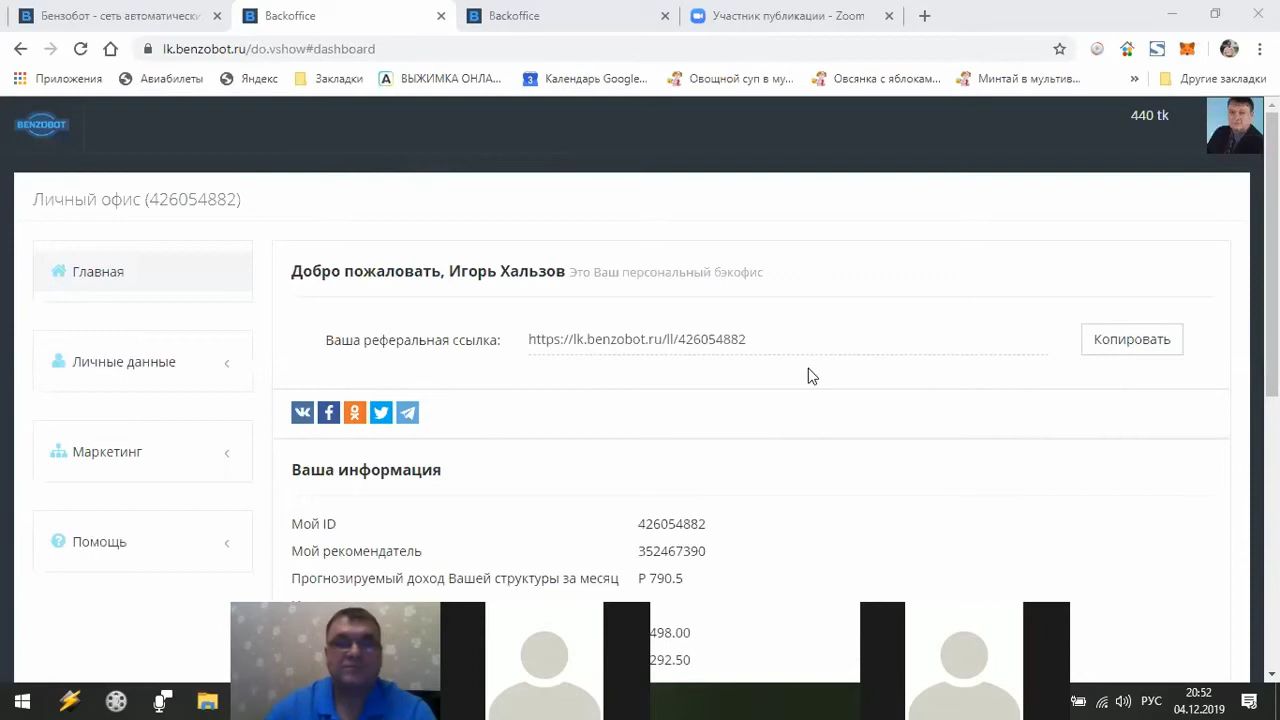 Бензобот - сеть автоматически
Backoffice
Backoffice
Участник публикации - Zoom
lk.benzobot.ru/do.vshow#dashboard
Приложения
Авиабилеты
Яндекс
Закладки
ВЫЖИМКА ОНЛА...
Календарь Google...
Овощной суп в му...
Овсянка с яблокам...
Минтай в мультив...
»
Другие закладки
BENZOBOT
440 tk
Личный офис (426054882)
Главная
Личные данные
Маркетинг
Помощь
Добро пожаловать, Игорь Хальзов Это Ваш персональный бэкофис
Ваша реферальная ссылка: https://lk.benzobot.ru/ll/426054882 Копировать
Ваша информация
Мой ID 426054882
Мой рекомендатель 352467390
Прогнозируемый доход Вашей структуры за месяц Р 790.5
498.00
292.50
РУС
20:52
04.12.2019